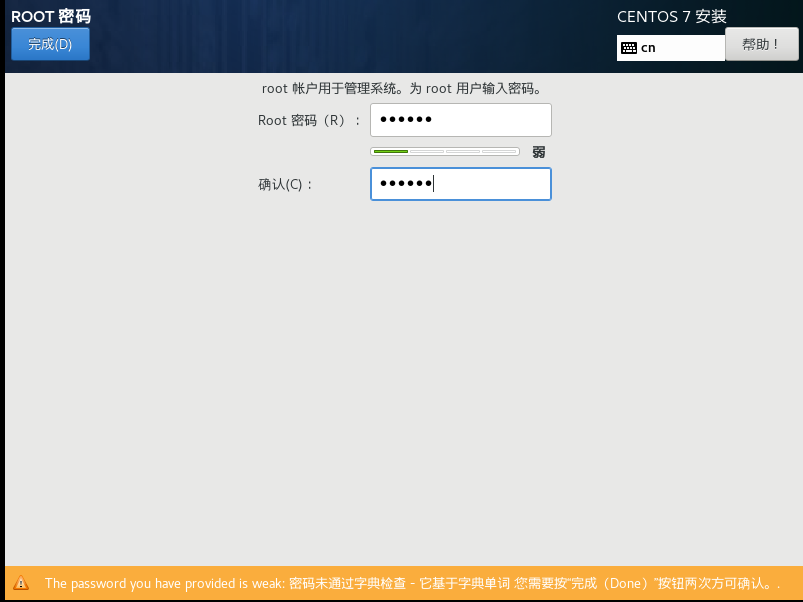 ROOT 密码
CENTOS 7 安装
完成(D)
cn
帮助！
root 帐户用于管理系统。为 root 用户输入密码。
Root 密码（R）：
●●●●●●
弱
确认(C)：
●●●●●●
The password you have provided is weak: 密码未通过字典检查 - 它基于字典单词 您需要按“完成（Done）”按钮两次方可确认。.